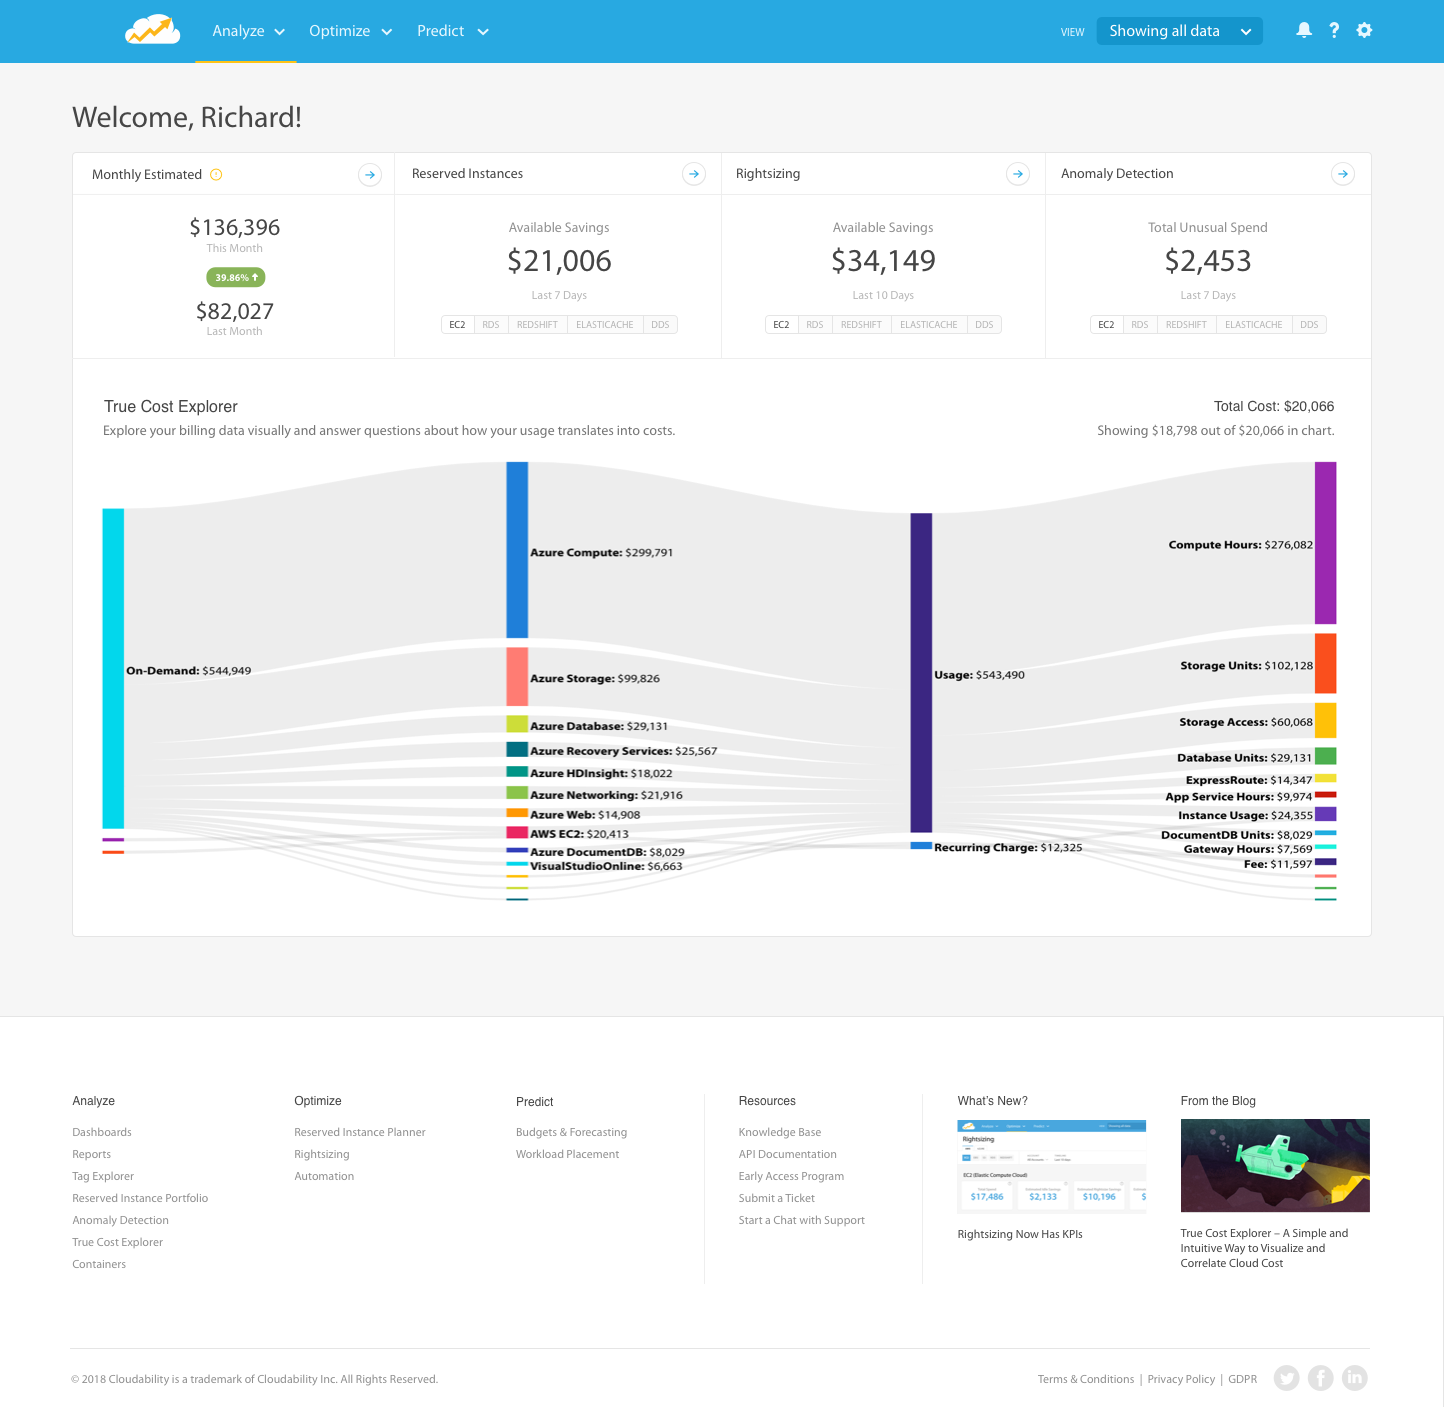 Analyze
Optimize
Predict
VIEW
Showing all data
?
Welcome, Richard!
Monthly Estimated
$136,396
This Month
39.86%
$82,027
Last Month
Reserved Instances
Available Savings
$21,006
Last 7 Days
EC2 RDS REDSHIFT ELASTICACHE DDS
Rightsizing
Available Savings
$34,149
Last 10 Days
EC2 RDS REDSHIFT ELASTICACHE DDS
Anomaly Detection
Total Unusual Spend
$2,453
Last 7 Days
EC2 RDS REDSHIFT ELASTICACHE DDS
True Cost Explorer
Explore your billing data visually and answer questions about how your usage translates into costs.
Total Cost: $20,066
Showing $18,798 out of $20,066 in chart.
On-Demand: $544,949
Azure Compute: $299,791
Azure Storage: $99,826
Azure Database: $29,131
Azure Recovery Services: $25,567
Azure HDInsight: $18,022
Azure Networking: $21,916
Azure Web: $14,908
AWS EC2: $20,413
Azure DocumentDB: $8,029
VisualStudioOnline: $6,663
Usage: $543,490
Recurring Charge: $12,325
Compute Hours: $276,082
Storage Units: $102,128
Storage Access: $60,068
Database Units: $29,131
ExpressRoute: $14,347
App Service Hours: $9,974
Instance Usage: $24,355
DocumentDB Units: $8,029
Gateway Hours: $7,569
Fee: $11,597
Analyze
Dashboards
Reports
Tag Explorer
Reserved Instance Portfolio
Anomaly Detection
True Cost Explorer
Containers
Optimize
Reserved Instance Planner
Rightsizing
Automation
Predict
Budgets & Forecasting
Workload Placement
Resources
Knowledge Base
API Documentation
Early Access Program
Submit a Ticket
Start a Chat with Support
What's New?
Rightsizing
EC2 (Elastic Compute Cloud)
$17,486
$2,133
$10,196
$
Rightsizing Now Has KPIs
From the Blog
True Cost Explorer – A Simple and
Intuitive Way to Visualize and
Correlate Cloud Cost
© 2018 Cloudability is a trademark of Cloudability Inc. All Rights Reserved.
Terms & Conditions | Privacy Policy | GDPR
f
in